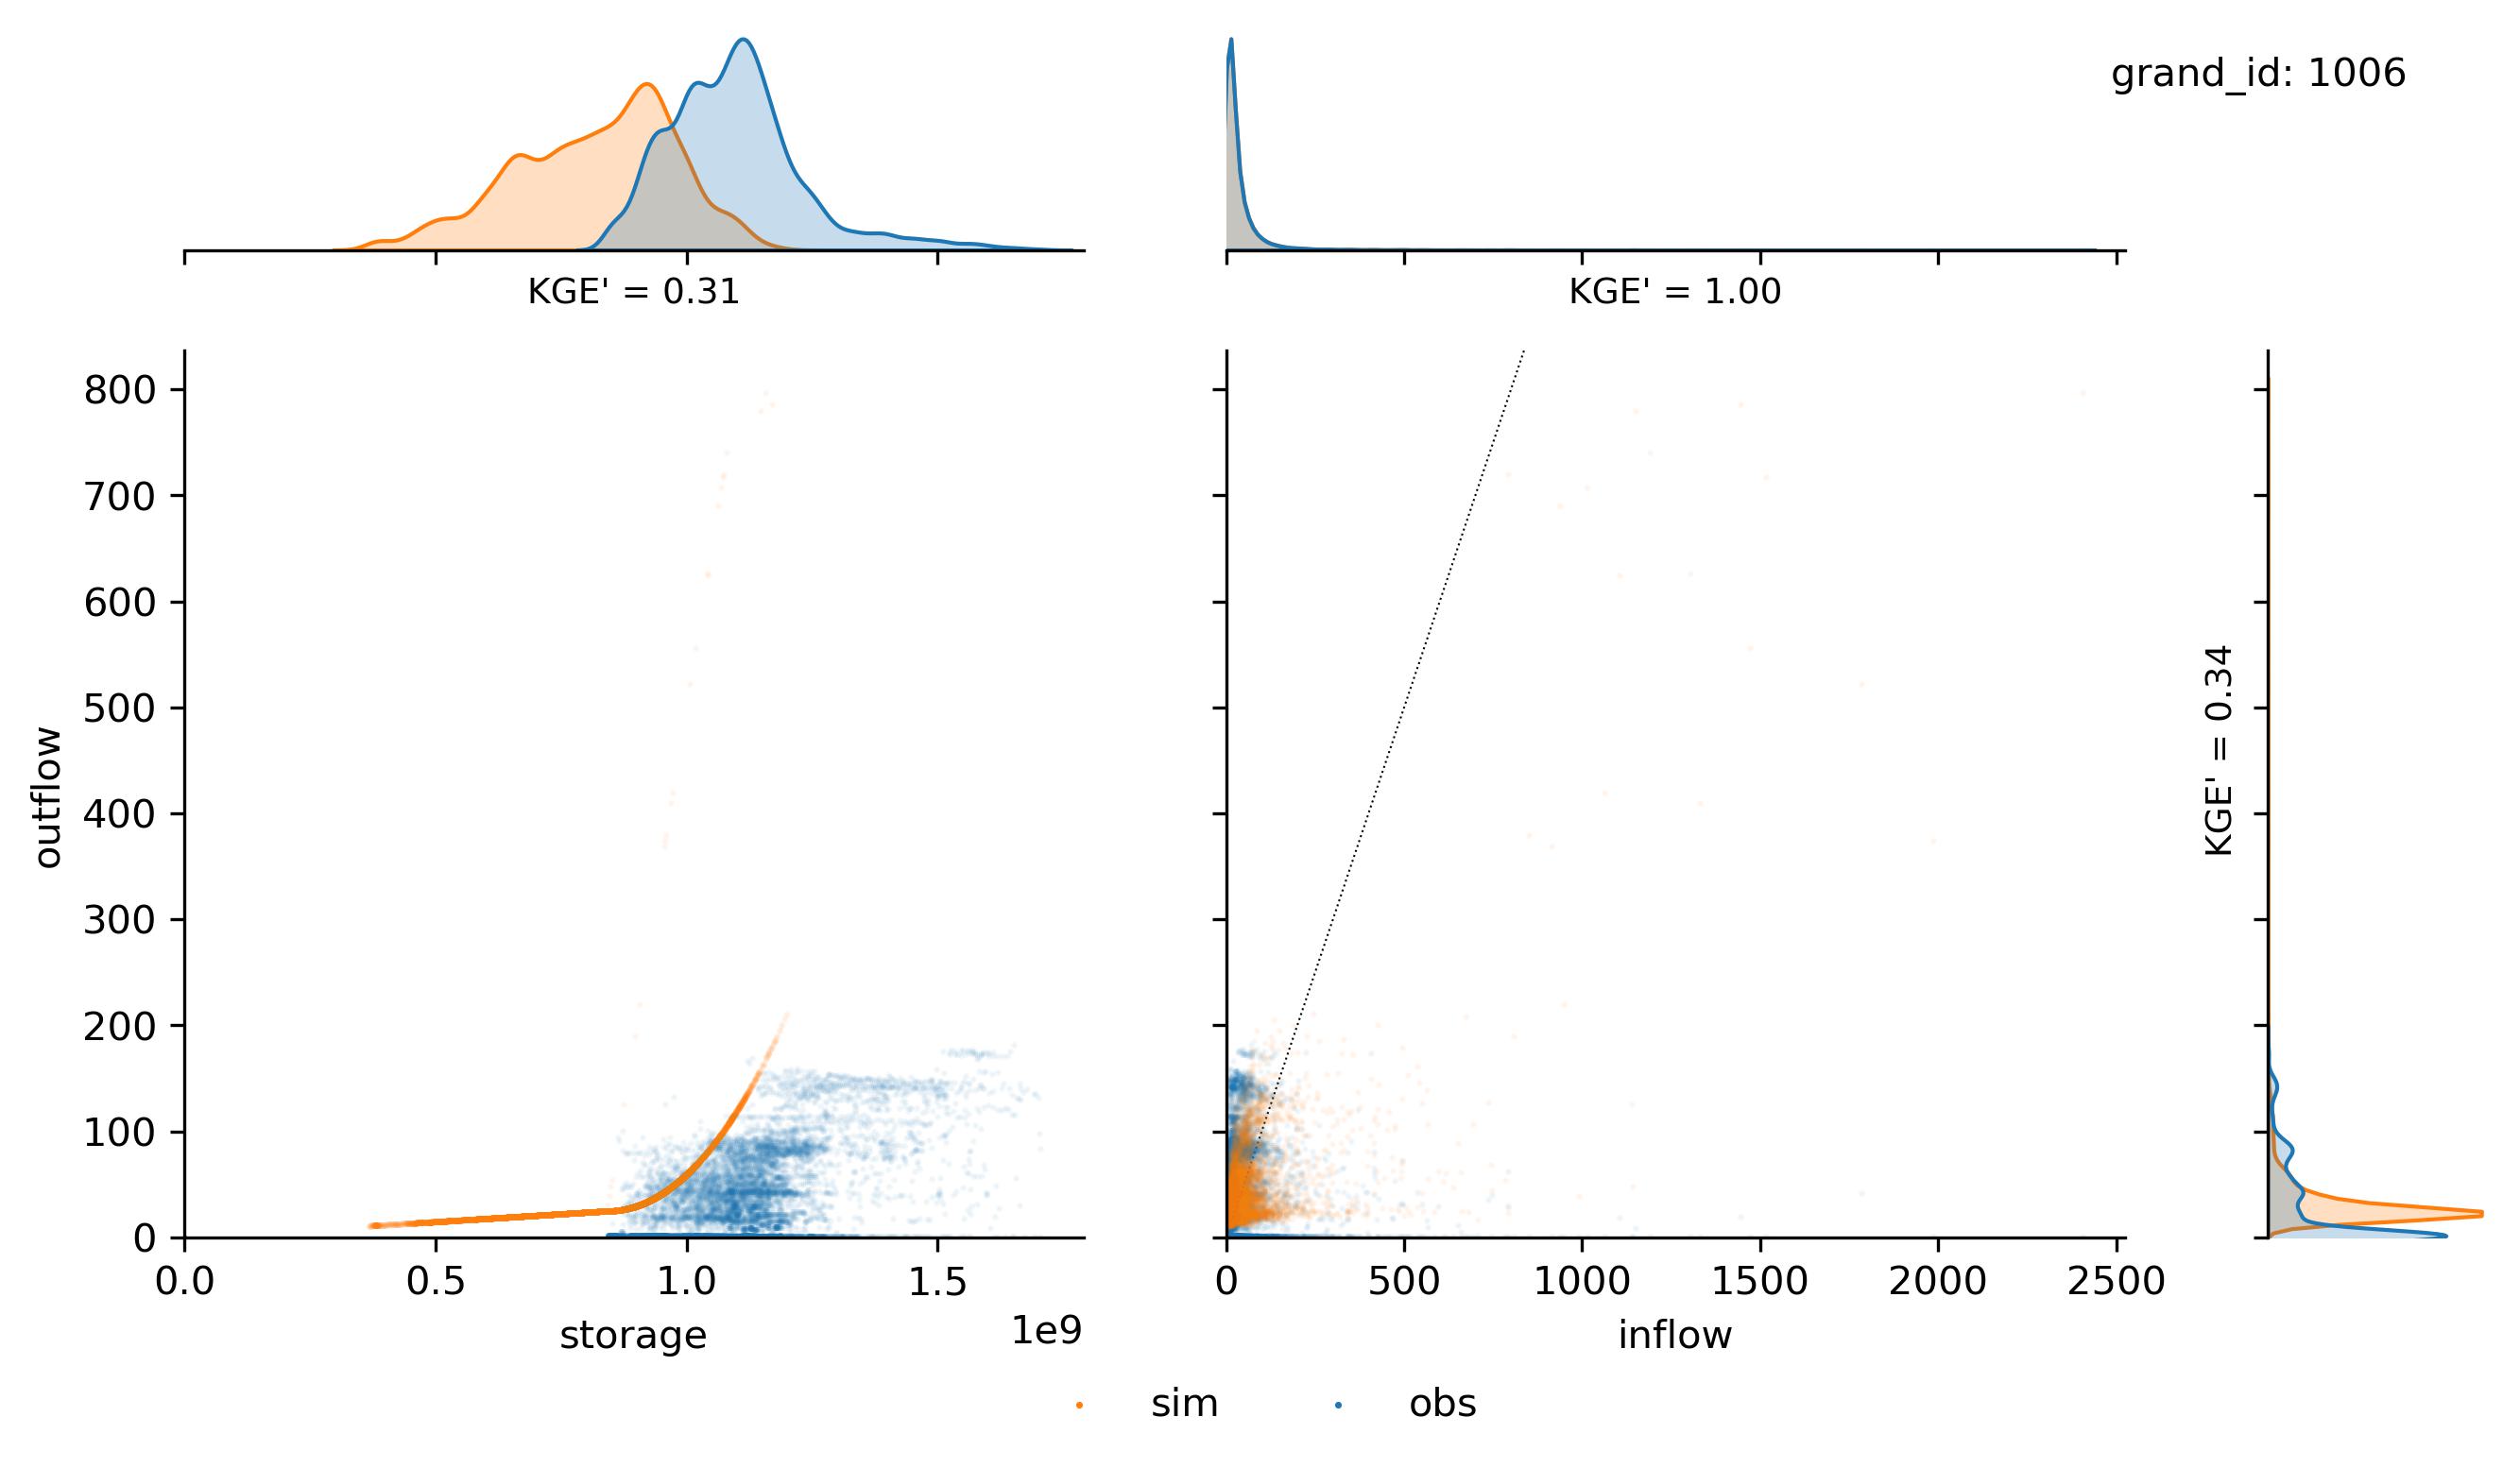 grand_id: 1006
KGE' = 0.31
KGE' = 1.00
800
700
600
500
400
300
200
100
0
outflow
KGE' = 0.34
0.0 0.5 1.0 1.5
0 500 1000 1500 2000 2500
1e9
storage
inflow
sim obs